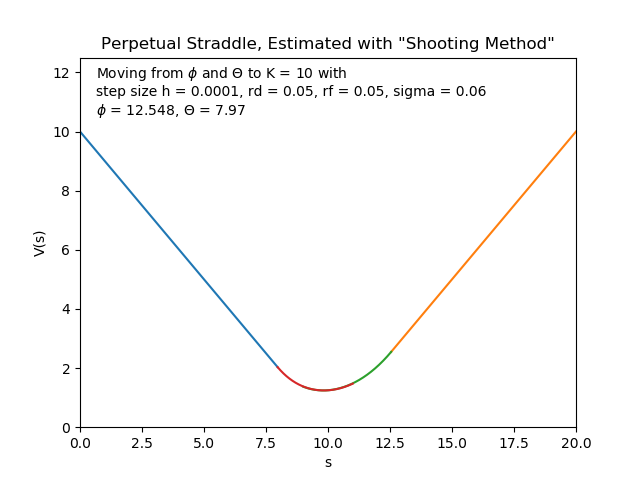 Perpetual Straddle, Estimated with "Shooting Method"
Moving from ϕ and Θ to K = 10 with
step size h = 0.0001, rd = 0.05, rf = 0.05, sigma = 0.06
ϕ = 12.548, Θ = 7.97
12
10
8
6
4
2
0
V(s)
0.0 2.5 5.0 7.5 10.0 12.5 15.0 17.5 20.0
s